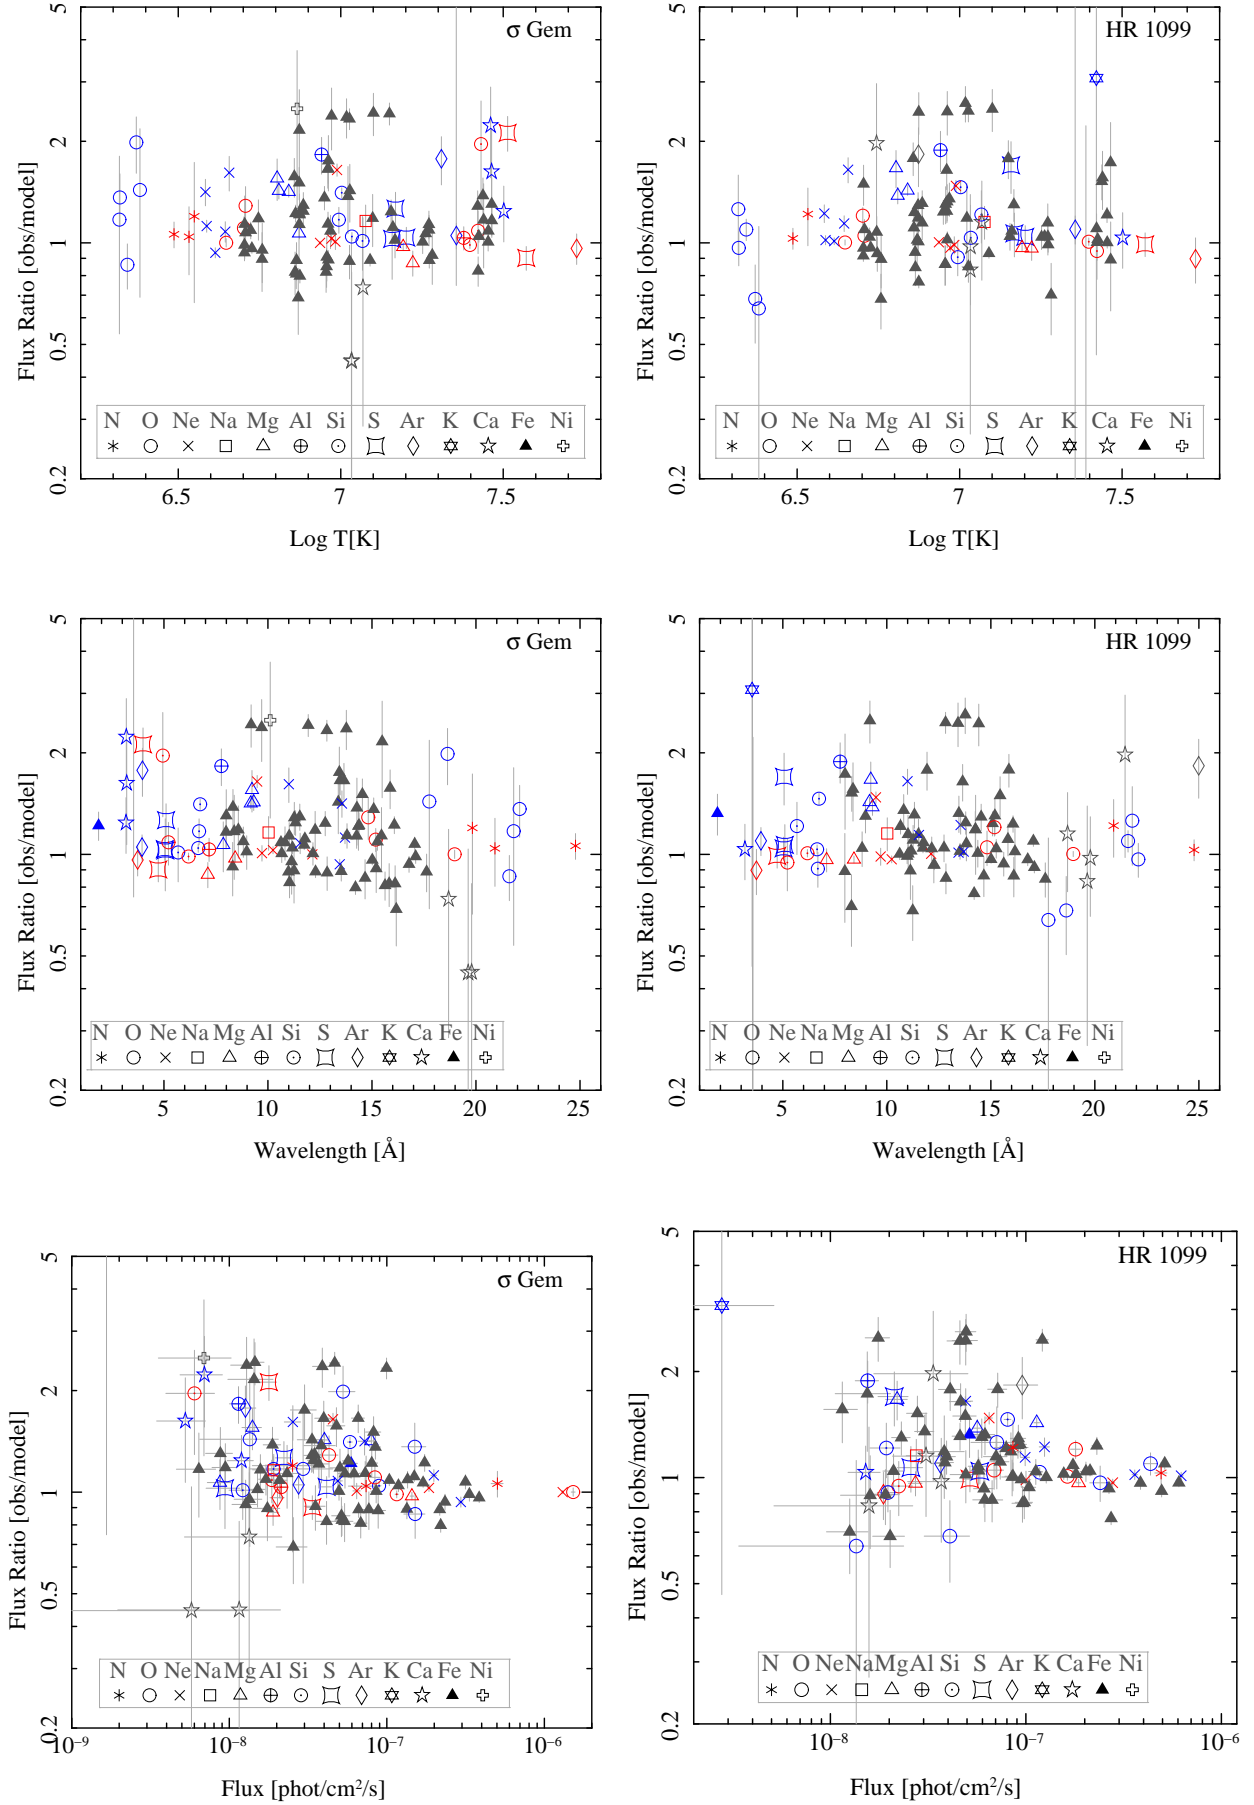 5
2
1
0.5
0.2
Flux Ratio [obs/model]
σ Gem
N O Ne Na Mg Al Si S Ar K Ca Fe Ni
6.5 7 7.5
Log T[K]
5
2
1
0.5
0.2
Flux Ratio [obs/model]
HR 1099
N O Ne Na Mg Al Si S Ar K Ca Fe Ni
6.5 7 7.5
Log T[K]
5
2
1
0.5
0.2
Flux Ratio [obs/model]
σ Gem
N O Ne Na Mg Al Si S Ar K Ca Fe Ni
5 10 15 20 25
Wavelength [Å]
5
2
1
0.5
0.2
Flux Ratio [obs/model]
HR 1099
N O Ne Na Mg Al Si S Ar K Ca Fe Ni
5 10 15 20 25
Wavelength [Å]
5
2
1
0.5
0.2
Flux Ratio [obs/model]
σ Gem
N O Ne Na Mg Al Si S Ar K Ca Fe Ni
10⁻⁹ 10⁻⁸ 10⁻⁷ 10⁻⁶
Flux [phot/cm²/s]
5
2
1
0.5
0.2
Flux Ratio [obs/model]
HR 1099
N O Ne Na Mg Al Si S Ar K Ca Fe Ni
10⁻⁸ 10⁻⁷ 10⁻⁶
Flux [phot/cm²/s]